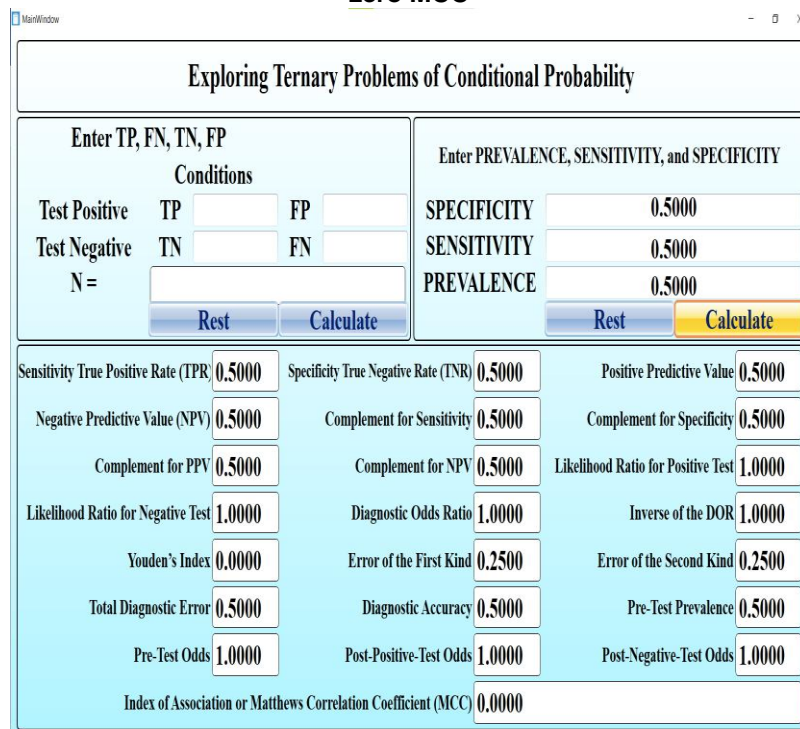 MainWindow
Exploring Ternary Problems of Conditional Probability
Enter TP, FN, TN, FP
Conditions
Test Positive TP FP
Test Negative TN FN
N =
Rest Calculate
Enter PREVALENCE, SENSITIVITY, and SPECIFICITY
SPECIFICITY 0.5000
SENSITIVITY 0.5000
PREVALENCE 0.5000
Rest Calculate
Sensitivity True Positive Rate (TPR) 0.5000 Specificity True Negative Rate (TNR) 0.5000 Positive Predictive Value 0.5000
Negative Predictive Value (NPV) 0.5000 Complement for Sensitivity 0.5000 Complement for Specificity 0.5000
Complement for PPV 0.5000 Complement for NPV 0.5000 Likelihood Ratio for Positive Test 1.0000
Likelihood Ratio for Negative Test 1.0000 Diagnostic Odds Ratio 1.0000 Inverse of the DOR 1.0000
Youden's Index 0.0000 Error of the First Kind 0.2500 Error of the Second Kind 0.2500
Total Diagnostic Error 0.5000 Diagnostic Accuracy 0.5000 Pre-Test Prevalence 0.5000
Pre-Test Odds 1.0000 Post-Positive-Test Odds 1.0000 Post-Negative-Test Odds 1.0000
Index of Association or Matthews Correlation Coefficient (MCC) 0.0000